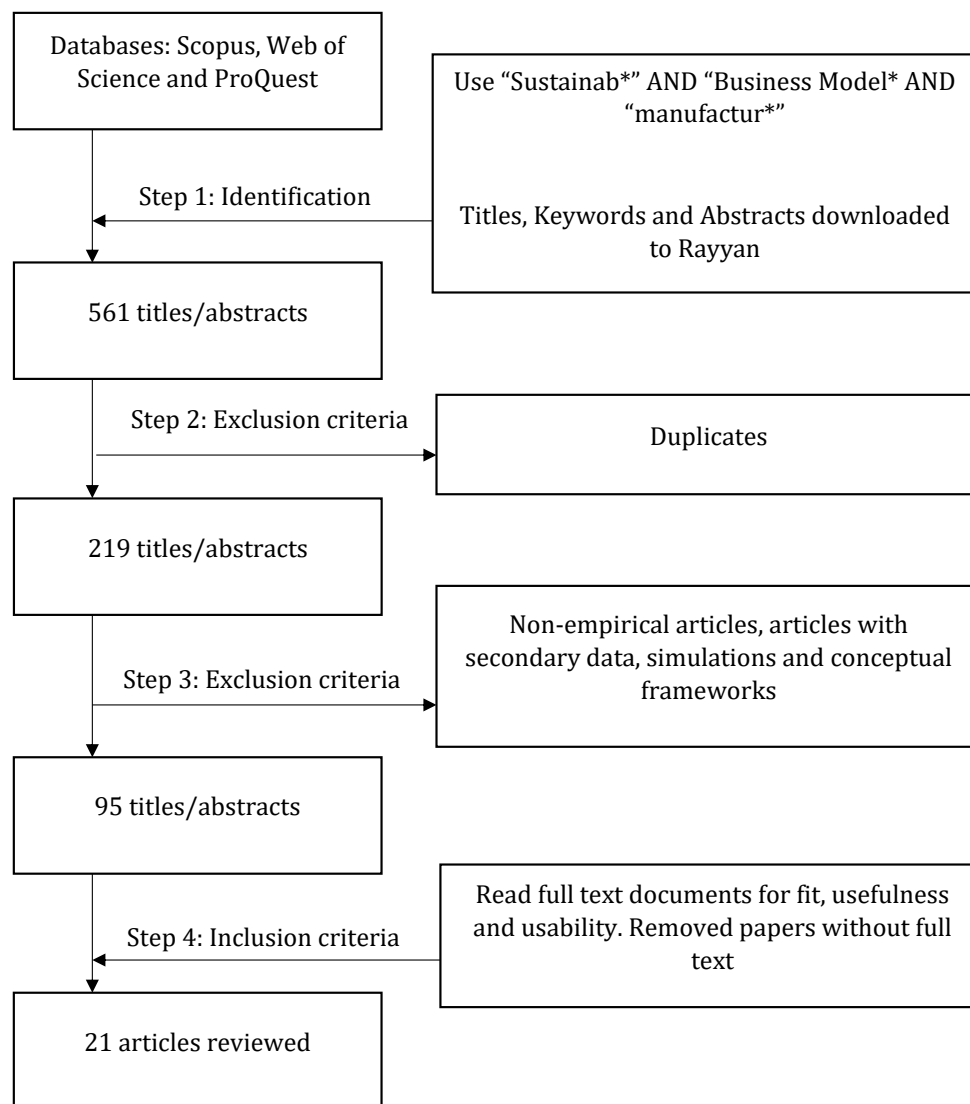 Databases: Scopus, Web of
Science and ProQuest
Use “Sustainab*” AND “Business Model* AND
“manufactur*”
Step 1: Identification
Titles, Keywords and Abstracts downloaded
to Rayyan
561 titles/abstracts
Step 2: Exclusion criteria
Duplicates
219 titles/abstracts
Non-empirical articles, articles with
secondary data, simulations and conceptual
frameworks
Step 3: Exclusion criteria
95 titles/abstracts
Read full text documents for fit, usefulness
and usability. Removed papers without full
text
Step 4: Inclusion criteria
21 articles reviewed